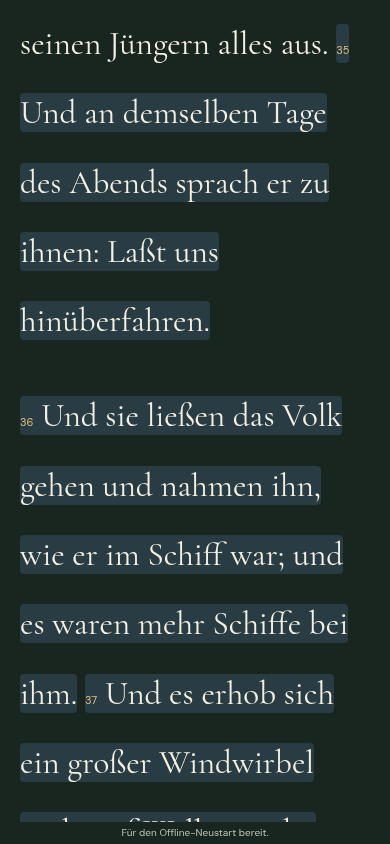 seinen Jüngern alles aus. 35
Und an demselben Tage
des Abends sprach er zu
ihnen: Laßt uns
hinüberfahren.
36 Und sie ließen das Volk
gehen und nahmen ihn,
wie er im Schiff war; und
es waren mehr Schiffe bei
ihm. 37 Und es erhob sich
ein großer Windwirbel
Für den Offline-Neustart bereit.